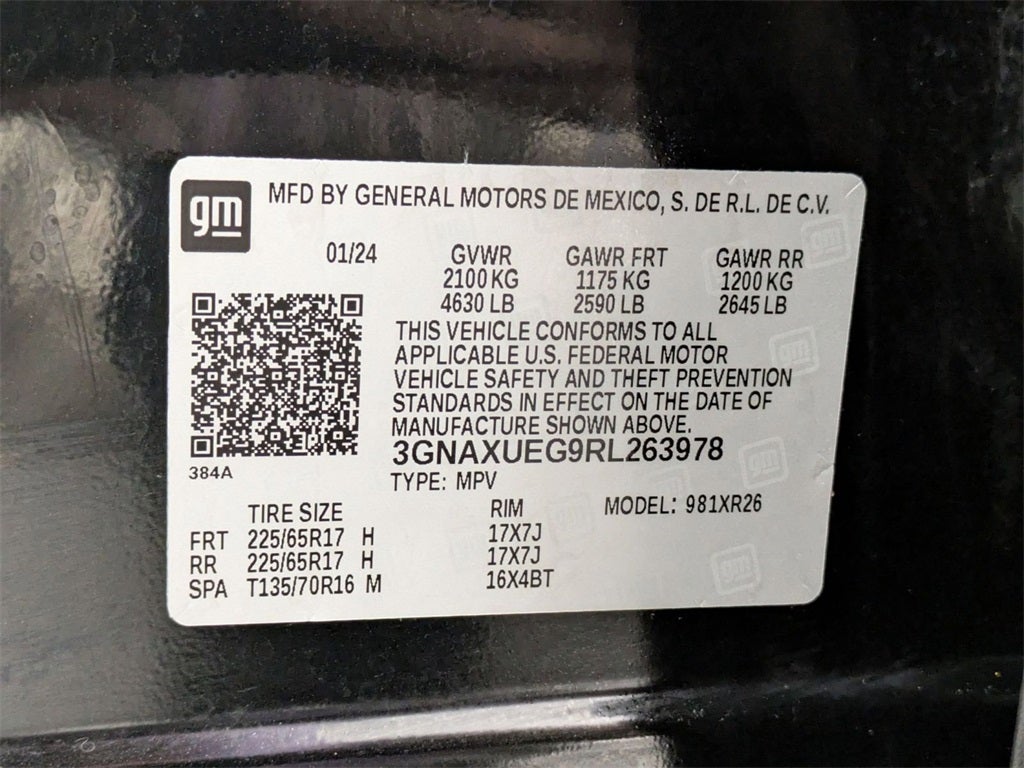 gm MFD BY GENERAL MOTORS DE MEXICO, S. DE R.L. DE C.V.
01/24 GVWR GAWR FRT GAWR RR
2100 KG 1175 KG 1200 KG
4630 LB 2590 LB 2645 LB
THIS VEHICLE CONFORMS TO ALL
APPLICABLE U.S. FEDERAL MOTOR
VEHICLE SAFETY AND THEFT PREVENTION
STANDARDS IN EFFECT ON THE DATE OF
MANUFACTURE SHOWN ABOVE.
3GNAXUEG9RL263978
384A
TYPE: MPV
TIRE SIZE RIM MODEL: 981XR26
FRT 225/65R17 H 17X7J
RR 225/65R17 H 17X7J
SPA T135/70R16 M 16X4BT